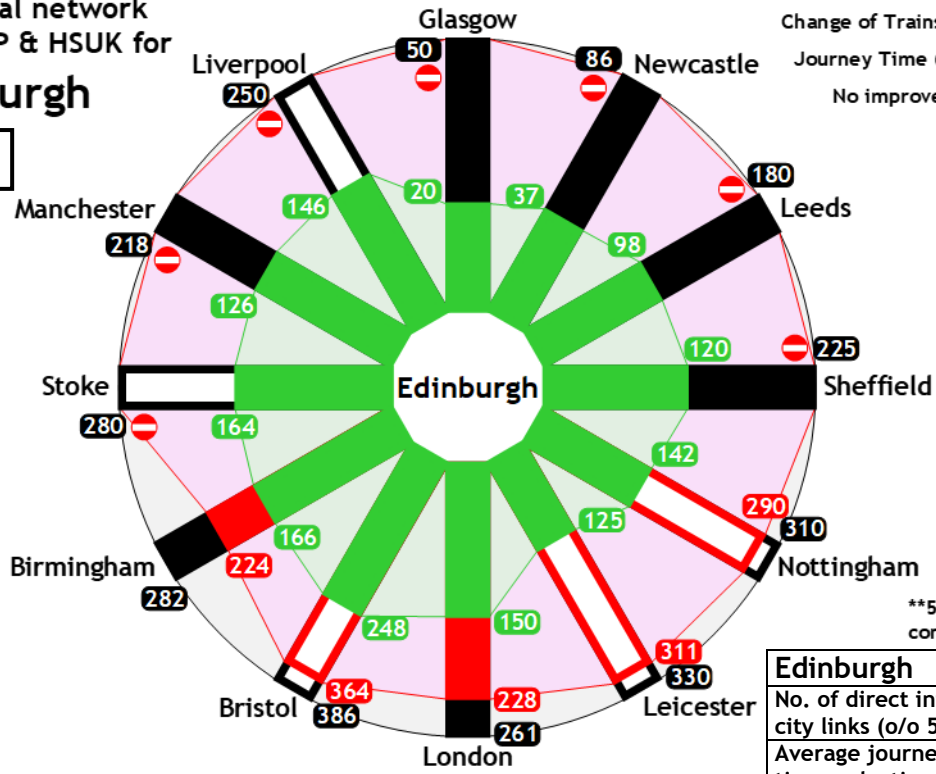 al network
P & HSUK for
urgh
Change of Trains
Journey Time (
No improve
Glasgow
50
20
86
Newcastle
37
180
Leeds
98
225
Sheffield
120
142
290
310
Nottingham
125
311
330
Leicester
150
228
261
London
248
364
386
Bristol
166
224
282
Birmingham
Stoke
280
164
Manchester
218
126
Liverpool
250
146
Edinburgh
**5
con
Edinburgh
No. of direct in
city links (o/o 5
Average journe